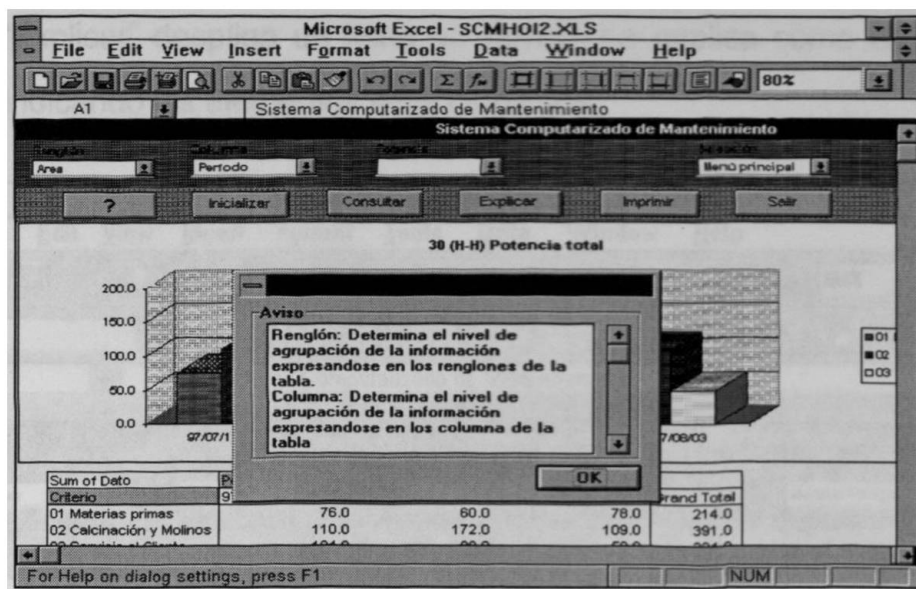 Microsoft Excel - SCMHOI2.XLS
File Edit View Insert Format Tools Data Window Help
80%
A1 Sistema Computarizado de Mantenimiento
Sistema Computarizado de Mantenimiento
Renglón Columna Potencia
Area Periodo Menú principal
? Inicializar Consultar Explicar Imprimir Salir
30 (H-H) Potencia total
200.0
150.0
100.0
50.0
0.0
97/07/1
7/08/03
01
02
03
Aviso
Renglón: Determina el nivel de
agrupación de la información
expresandose en los renglones de la
tabla.
Columna: Determina el nivel de
agrupación de la información
expresandose en los columna de la
tabla
OK
Sum of Dato
Criterio Grand Total
01 Materias primas 76.0 60.0 78.0 214.0
02 Calcinación y Molinos 110.0 172.0 109.0 391.0
For Help on dialog settings, press F1 NUM